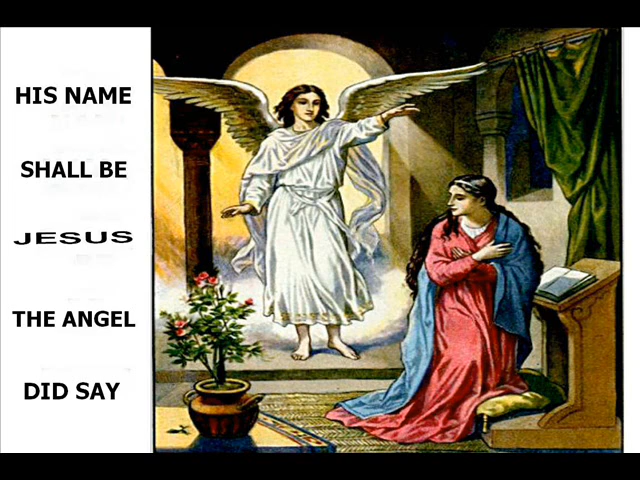 HIS NAME
SHALL BE
JESUS
THE ANGEL
DID SAY